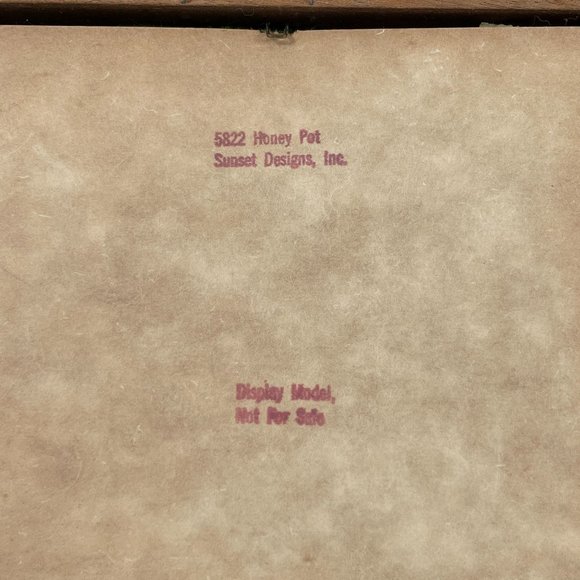 5822 Honey Pot
Sunset Designs, Inc.
Display Model,
Not For Sale